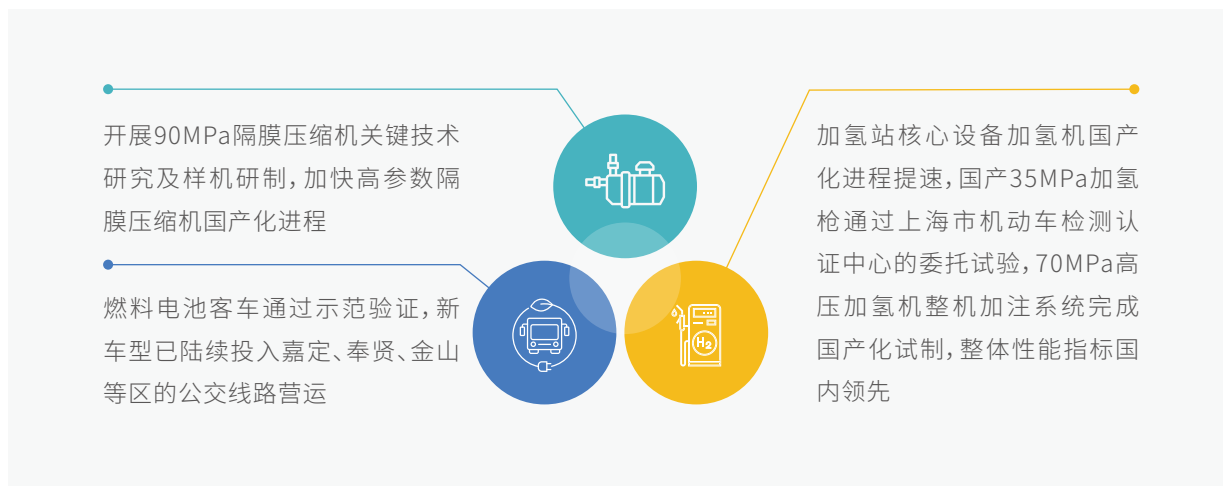 开展90MPa隔膜压缩机关键技术
研究及样机研制，加快高参数隔
膜压缩机国产化进程
燃料电池客车通过示范验证，新
车型已陆续投入嘉定、奉贤、金山
等区的公交线路营运
H2
加氢站核心设备加氢机国产
化进程提速，国产35MPa加氢
枪通过上海市机动车检测认
证中心的委托试验，70MPa高
压加氢机整机加注系统完成
国产化试制，整体性能指标国
内领先